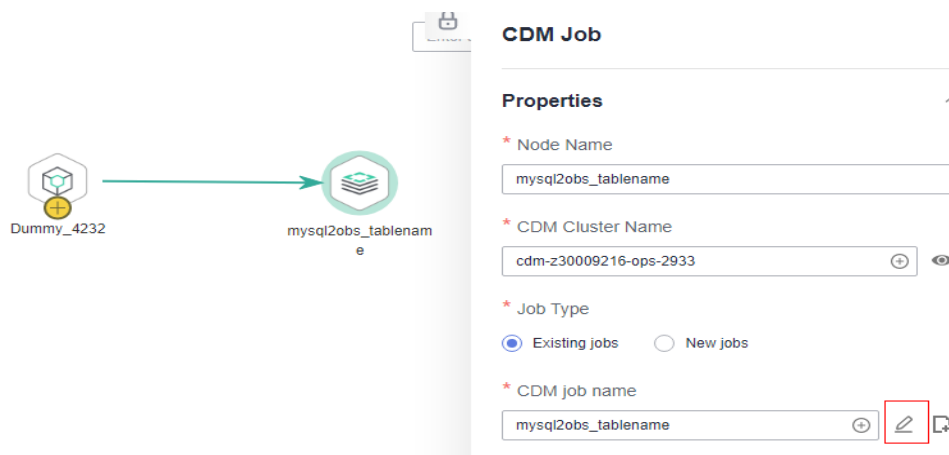 CDM Job
Properties
* Node Name
mysql2obs_tablename
* CDM Cluster Name
cdm-z30009216-ops-2933
* Job Type
Existing jobs
New jobs
* CDM job name
mysql2obs_tablename
Dummy_4232
mysql2obs_tablenam
e